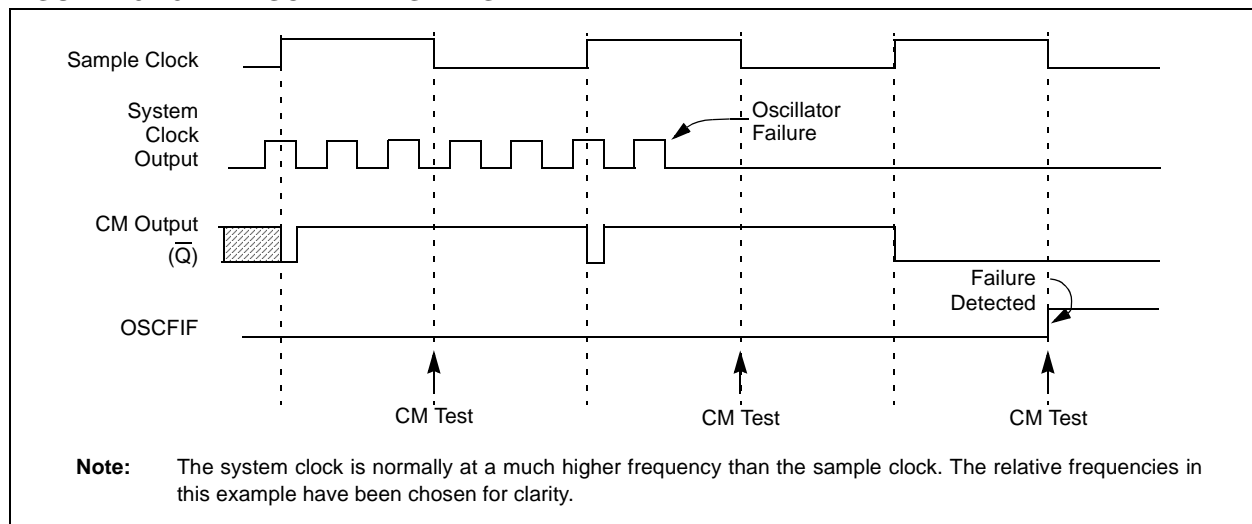 Sample Clock
System
Clock
Output
Oscillator
Failure
CM Output
(Q̅)
Failure
Detected
OSCFIF
CM Test
CM Test
CM Test
Note: The system clock is normally at a much higher frequency than the sample clock. The relative frequencies in
this example have been chosen for clarity.